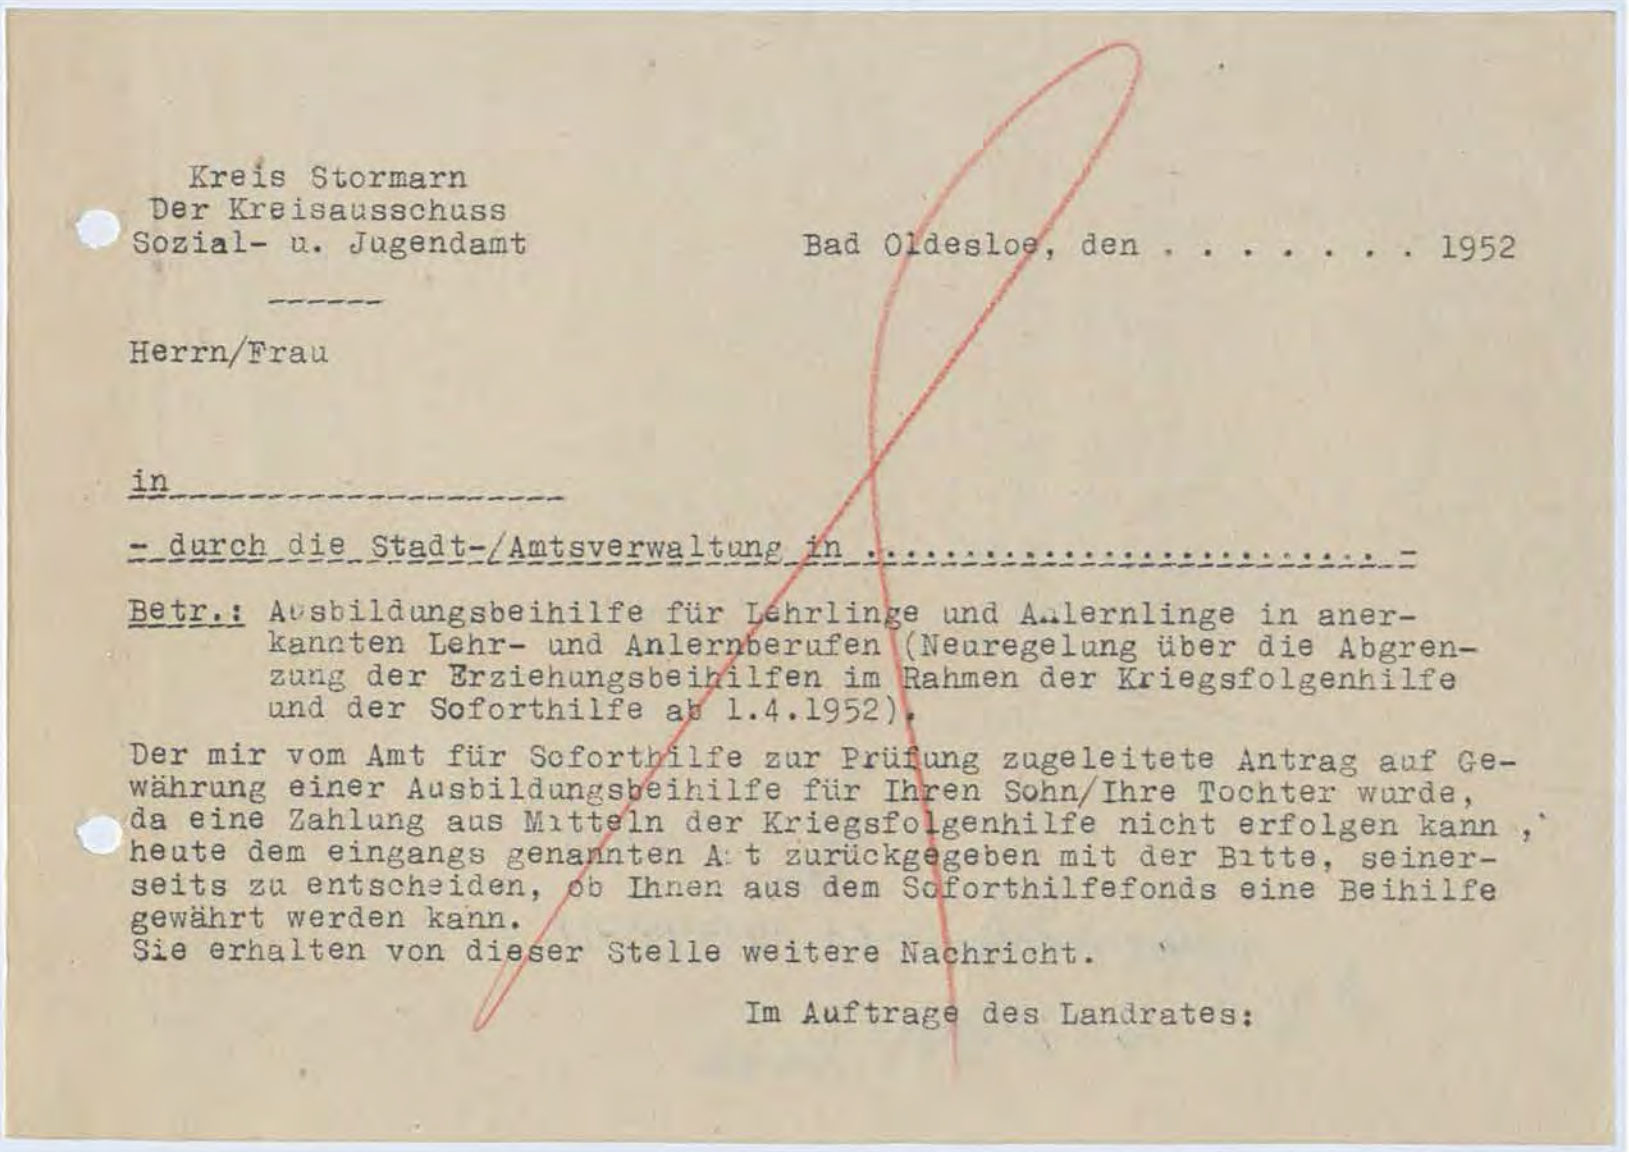 Kreis Stormarn
Der Kreisausschuss
Sozial- u. Jugendamt
Bad Oldesloe, den . . . . . . . 1952
------
Herrn/Frau
in
- durch die Stadt-/Amtsverwaltung in .......................... -
Betr.: Ausbildungsbeihilfe für Lehrlinge und Anlernlinge in aner-
kannten Lehr- und Anlernberufen (Neuregelung über die Abgren-
zung der Erziehungsbeihilfen im Rahmen der Kriegsfolgenhilfe
und der Soforthilfe ab 1.4.1952).
Der mir vom Amt für Soforthilfe zur Prüfung zugeleitete Antrag auf Ge-
währung einer Ausbildungsbeihilfe für Ihren Sohn/Ihre Tochter wurde,
da eine Zahlung aus Mitteln der Kriegsfolgenhilfe nicht erfolgen kann ,
heute dem eingangs genannten Amt zurückgegeben mit der Bitte, seiner-
seits zu entscheiden, ob Ihnen aus dem Soforthilfefonds eine Beihilfe
gewährt werden kann.
Sie erhalten von dieser Stelle weitere Nachricht.
Im Auftrage des Landrates: